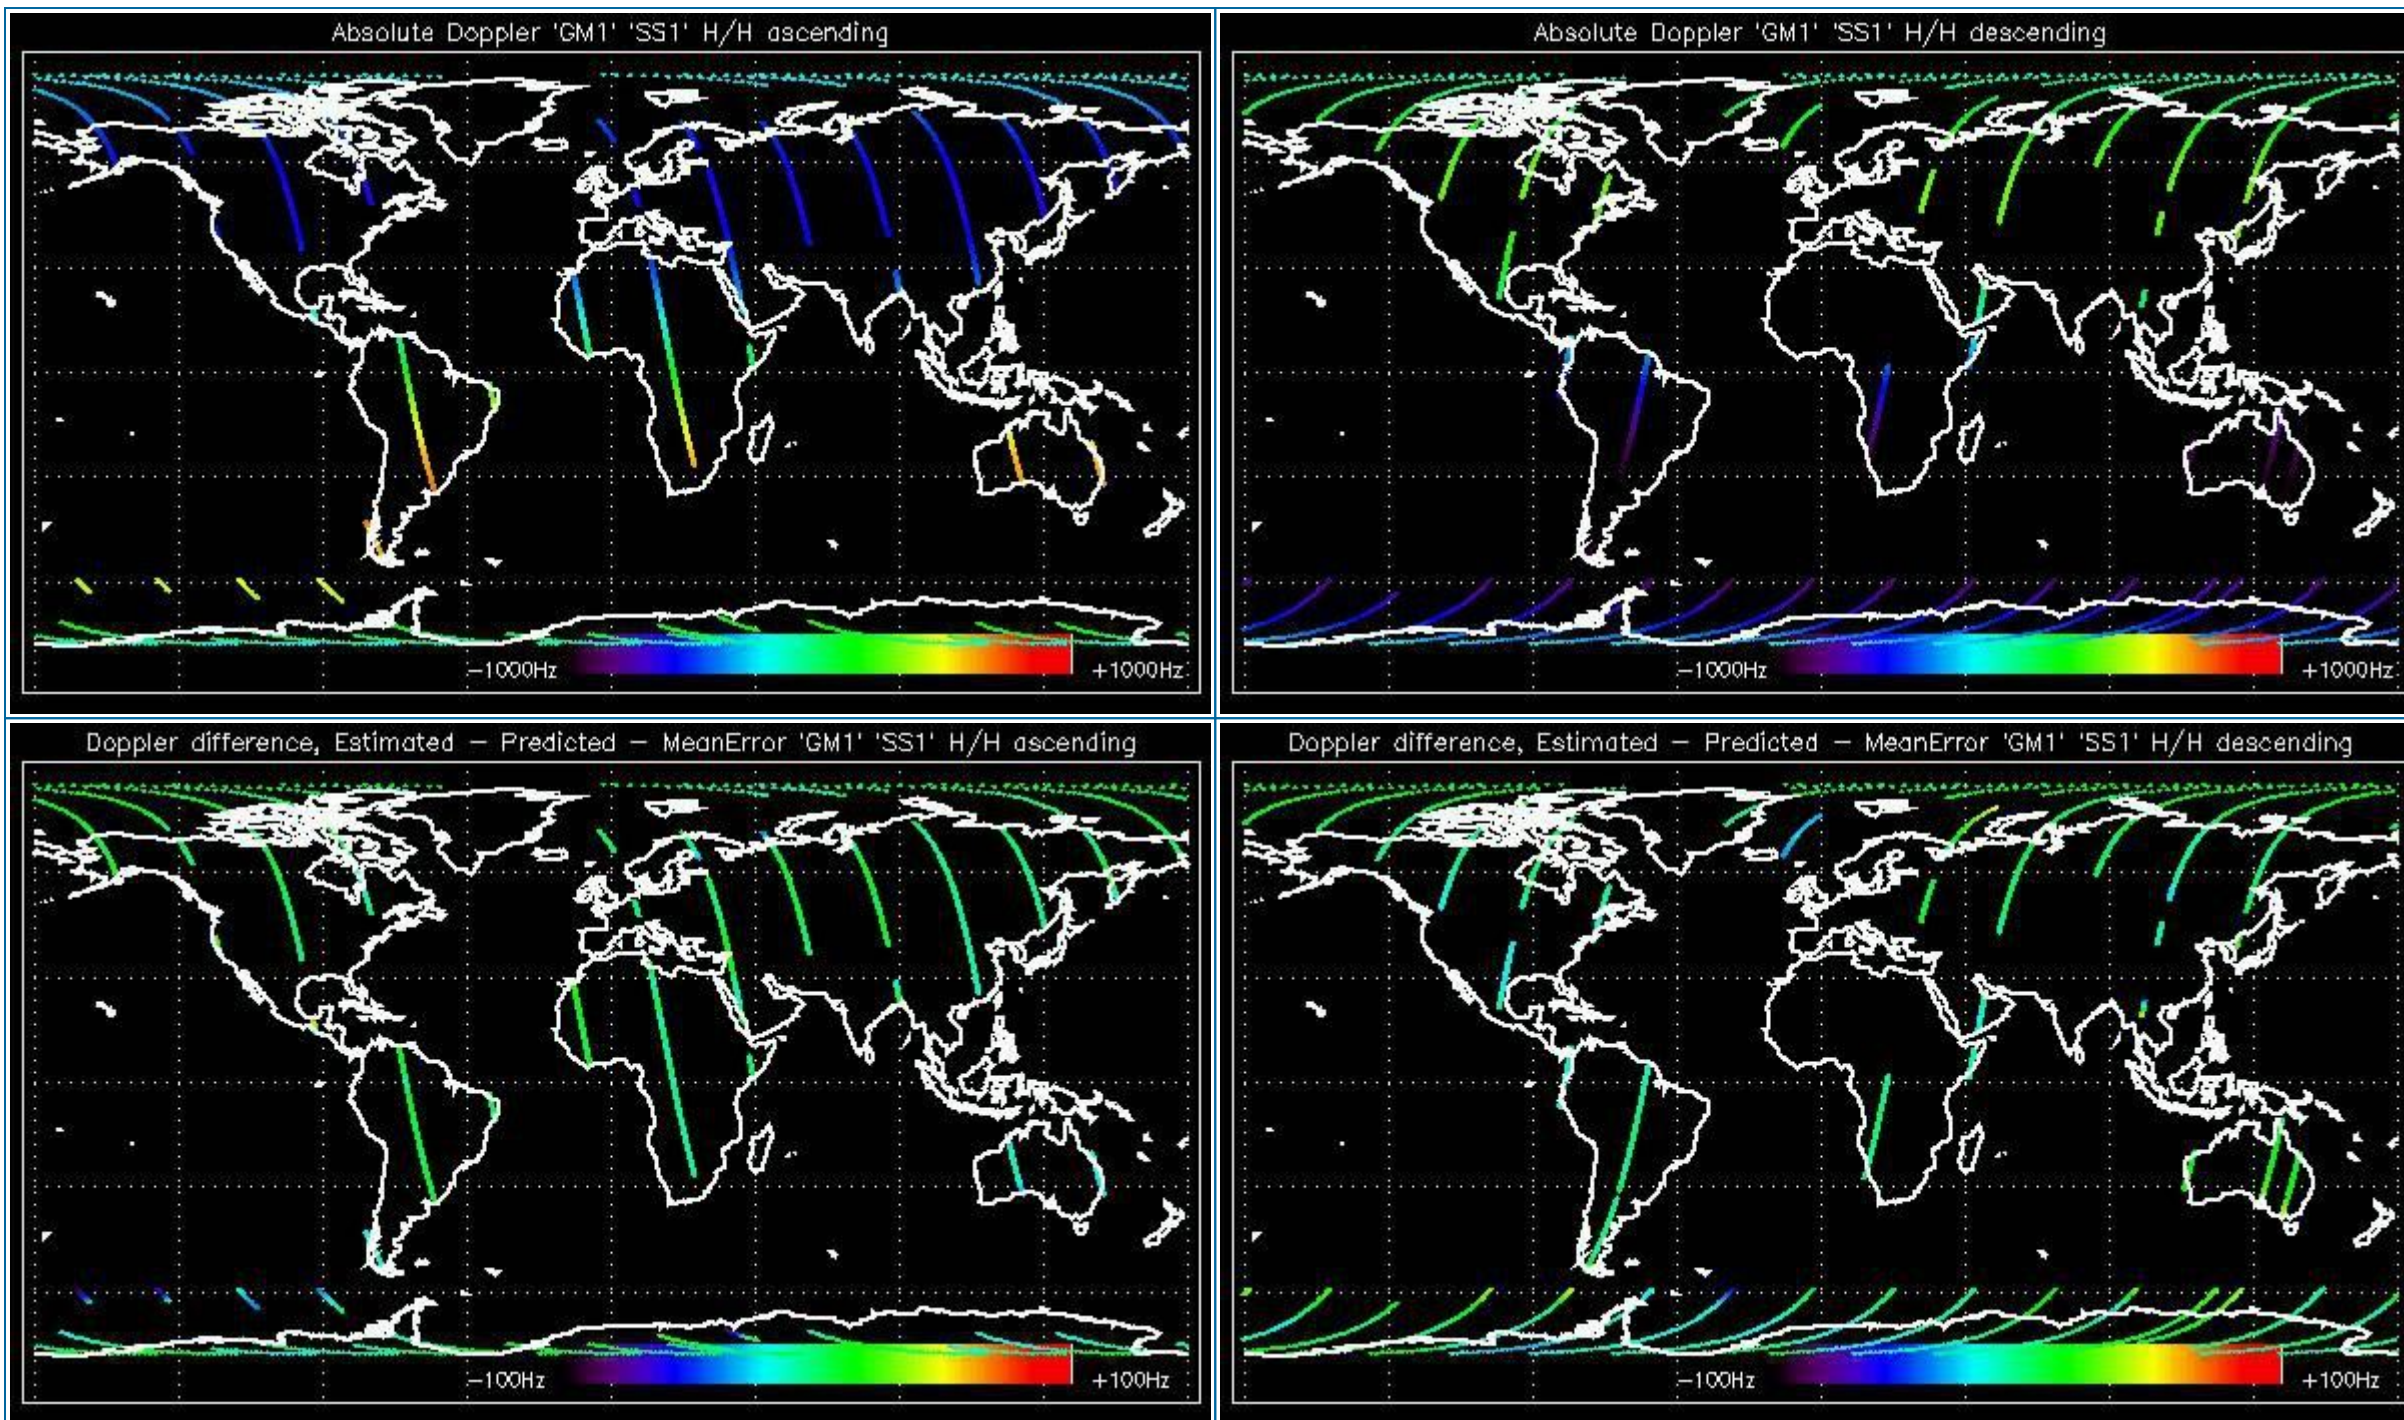 Absolute Doppler 'GM1' 'SS1' H/H ascending
−1000Hz
+1000Hz
Absolute Doppler 'GM1' 'SS1' H/H descending
−1000Hz
+1000Hz
Doppler difference, Estimated − Predicted − MeanError 'GM1' 'SS1' H/H ascending
−100Hz
+100Hz
Doppler difference, Estimated − Predicted − MeanError 'GM1' 'SS1' H/H descending
−100Hz
+100Hz